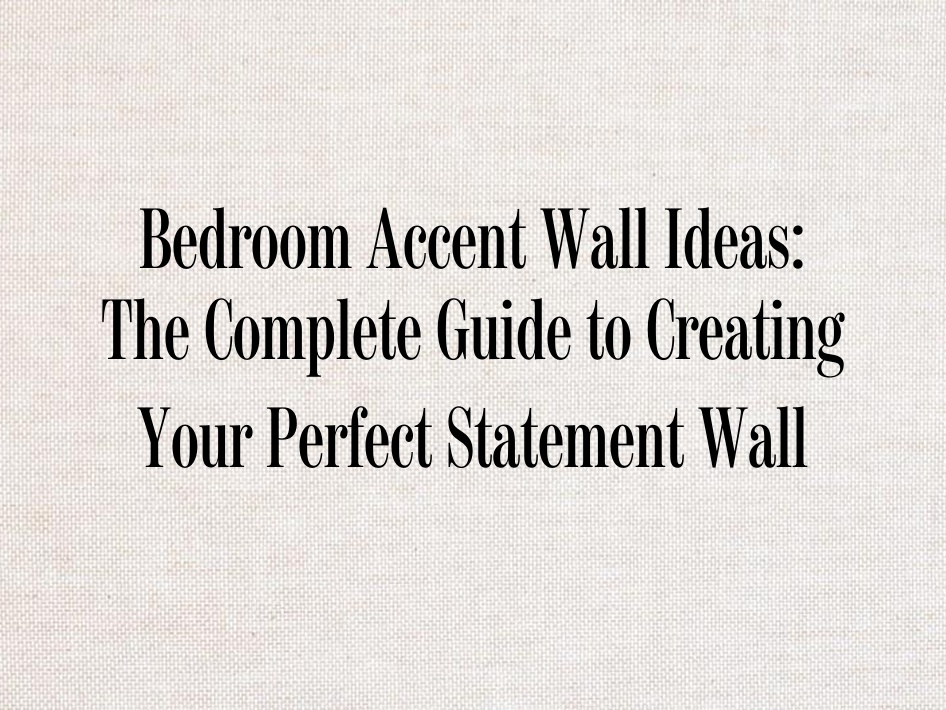 Bedroom Accent Wall Ideas:
The Complete Guide to Creating
Your Perfect Statement Wall